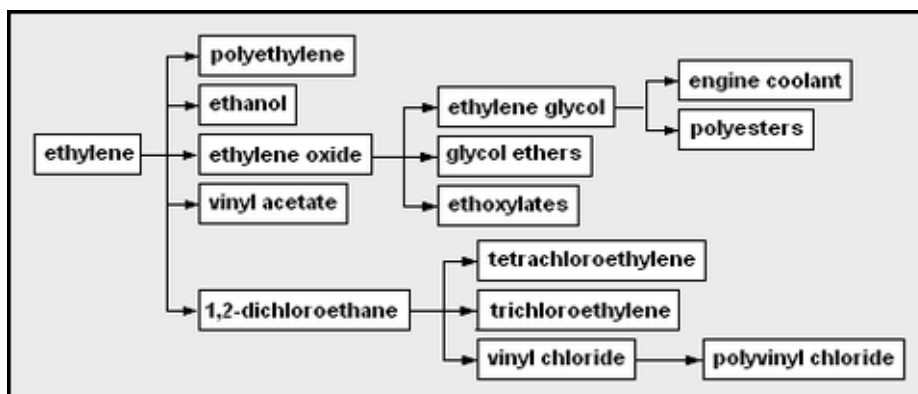 polyethylene
engine coolant
ethanol
ethylene glycol
polyesters
ethylene
ethylene oxide
glycol ethers
vinyl acetate
ethoxylates
tetrachloroethylene
1,2-dichloroethane
trichloroethylene
vinyl chloride
polyvinyl chloride